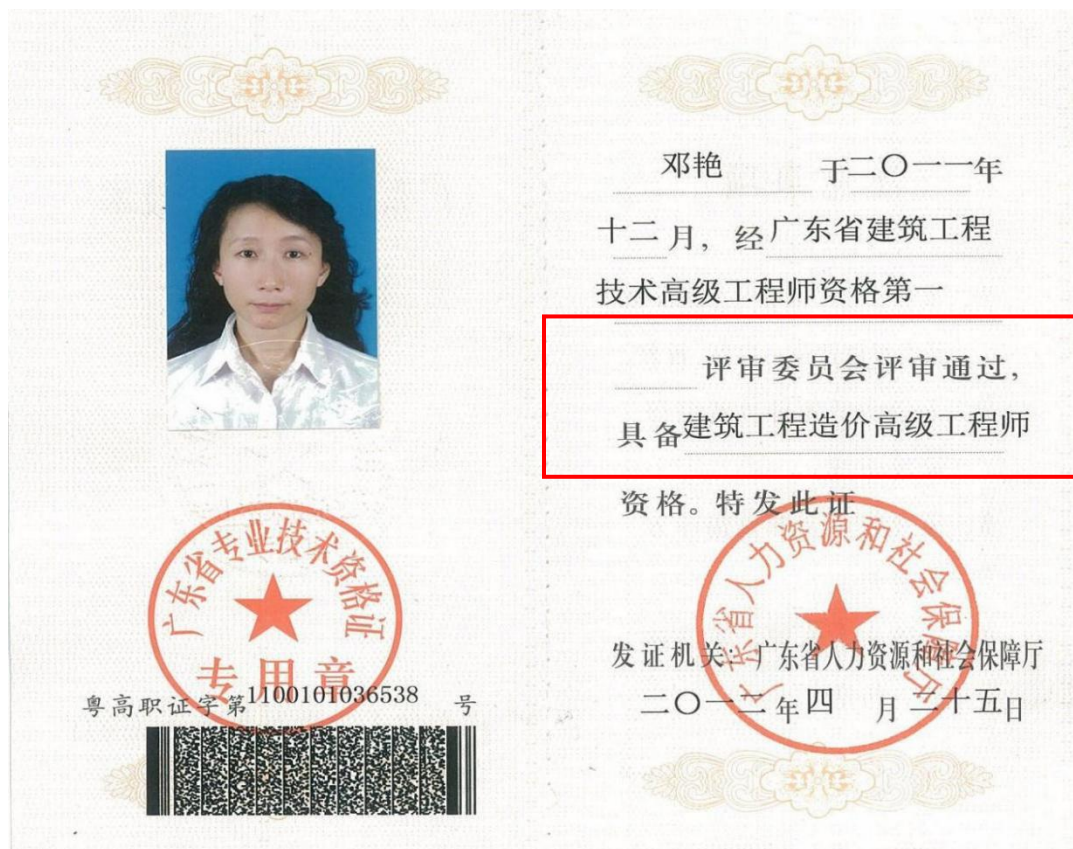 广东省专业技术资格证
专用章
粤高职证字第1100101036538号
邓艳 于二〇一一年
十二月，经广东省建筑工程
技术高级工程师资格第一
评审委员会评审通过，
具备建筑工程造价高级工程师
资格。特发此证
广东省人力资源和社会保障厅
发证机关：广东省人力资源和社会保障厅
二〇一二年四月二十五日